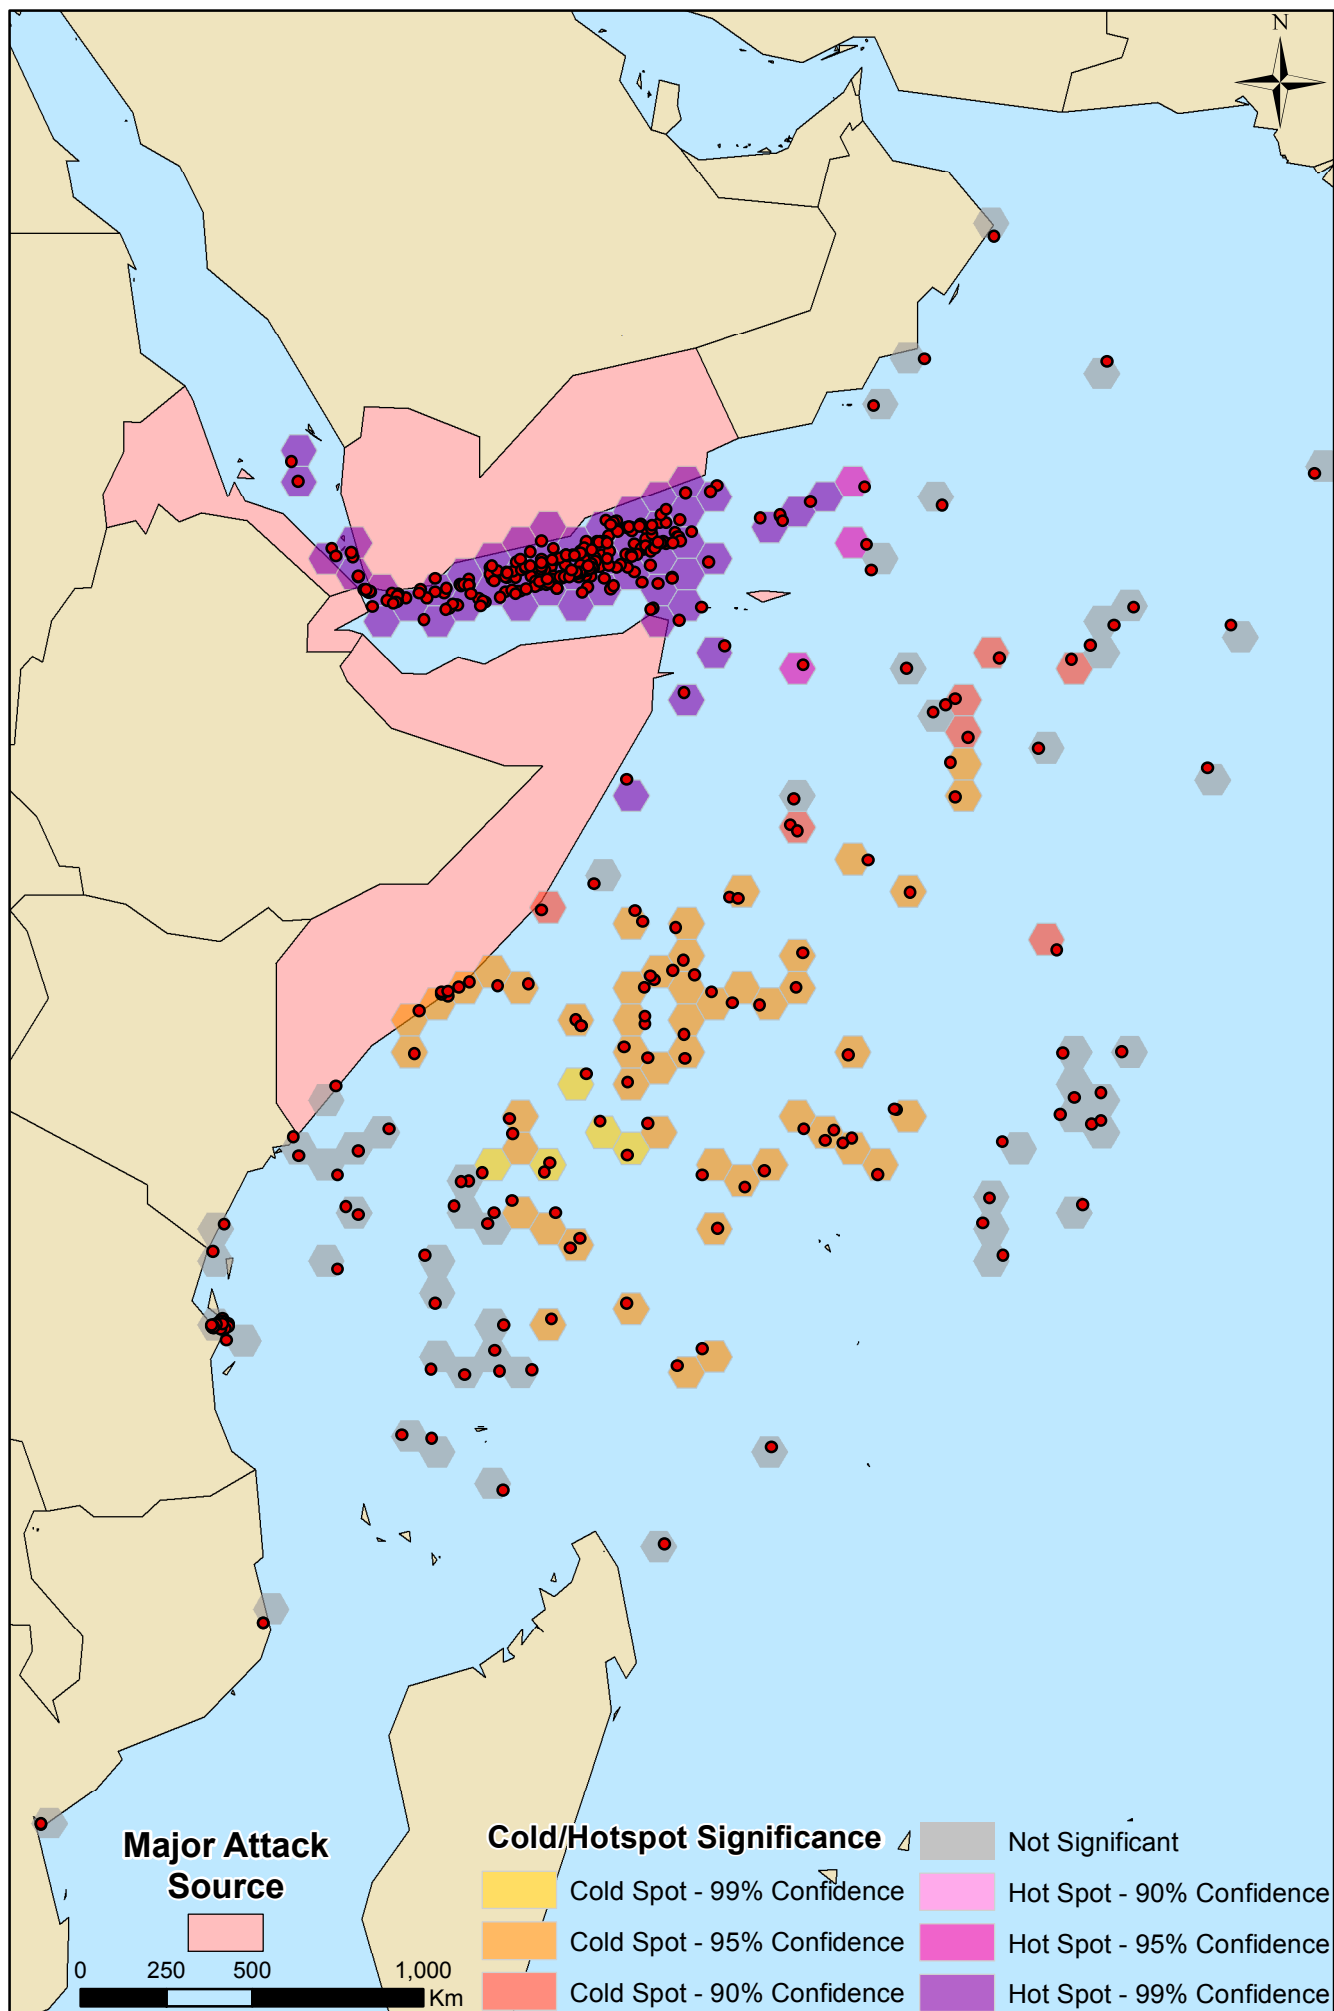 N
Major Attack
Source
0 250 500 1,000
Km
Cold/Hotspot Significance
Cold Spot - 99% Confidence
Cold Spot - 95% Confidence
Cold Spot - 90% Confidence
Not Significant
Hot Spot - 90% Confidence
Hot Spot - 95% Confidence
Hot Spot - 99% Confidence